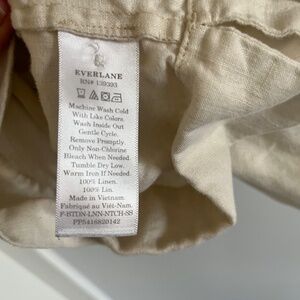 EVERLANE
RN# 139393
Machine Wash Cold
With Like Colors.
Wash Inside Out
Gentle Cycle.
Remove Promptly.
Only Non-Chlorine
Bleach When Needed.
Tumble Dry Low.
Warm Iron If Needed.
100% Linen.
100% Lin.
Made in Vietnam
Fabriqué au Viêt-Nam.
F-BTDN-LNN-NTCH-SS
PP5416820142